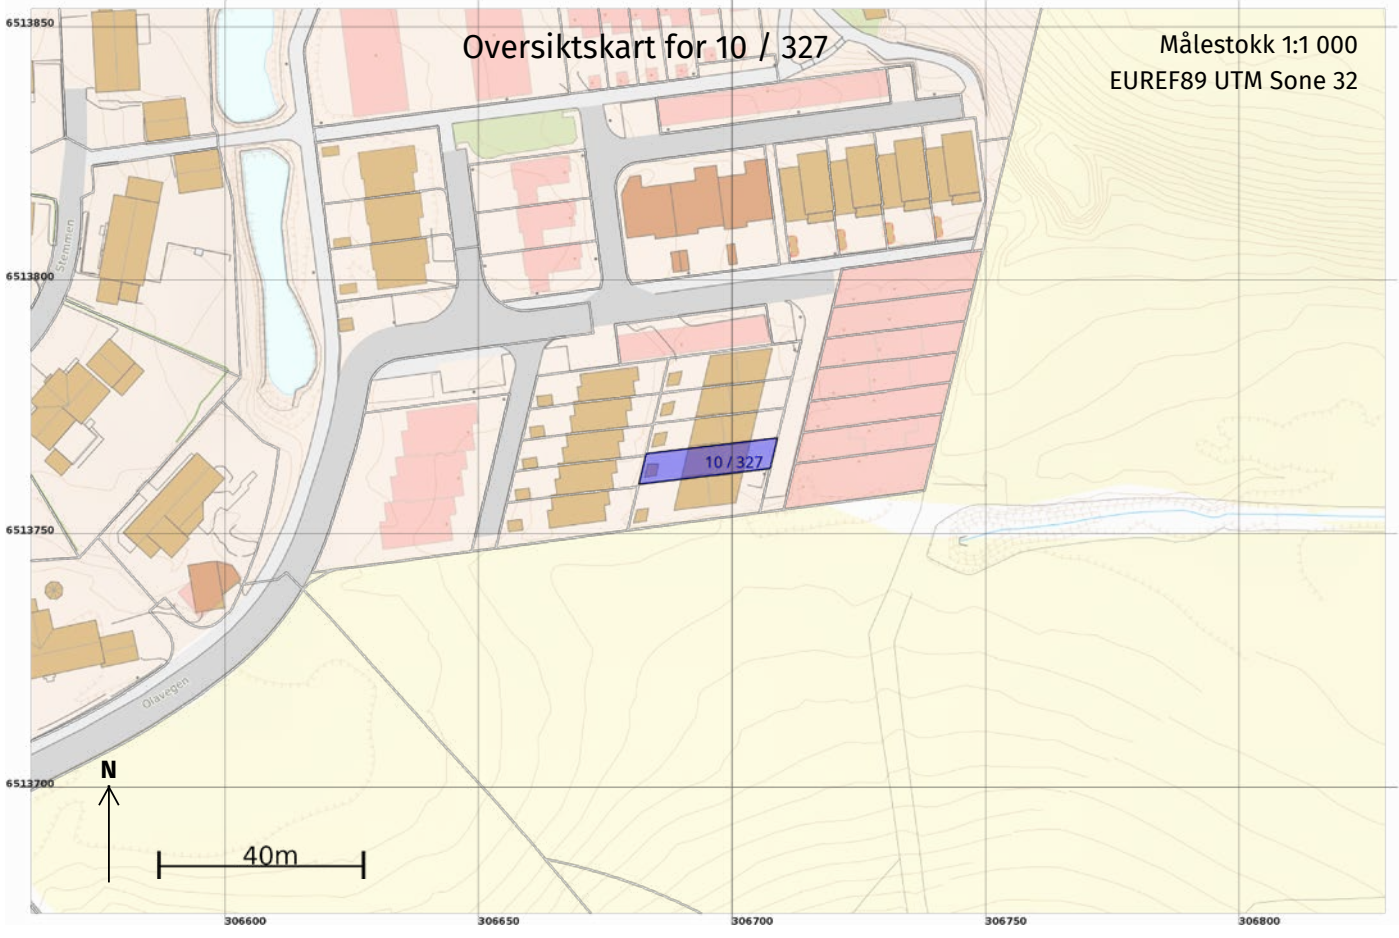 Oversiktskart for 10 / 327
Målestokk 1:1 000
EUREF89 UTM Sone 32
6513850
6513800
6513750
6513700
Stemmen
10 / 327
Olavegen
N
40m
306600
306650
306700
306750
306800